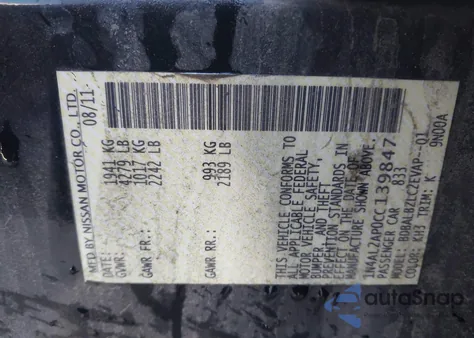 MFD BY NISSAN MOTOR CO., LTD.
08/11
GVWR: 1941 KG
4279 LB
GAWR FR: 1017 KG
2242 LB
GAWR RR: 993 KG
2189 LB
THIS VEHICLE CONFORMS TO
ALL APPLICABLE FEDERAL
MOTOR VEHICLE SAFETY,
BUMPER, AND THEFT
PREVENTION STANDARDS IN
EFFECT ON THE DATE OF
MANUFACTURE SHOWN ABOVE.
1N4AL2AP0CC139847
PASSENGER CAR 833
MODEL: BDBALBZLCZEVAP--01
COLOR: KH3 TRIM: K 9N00A
autoSnap